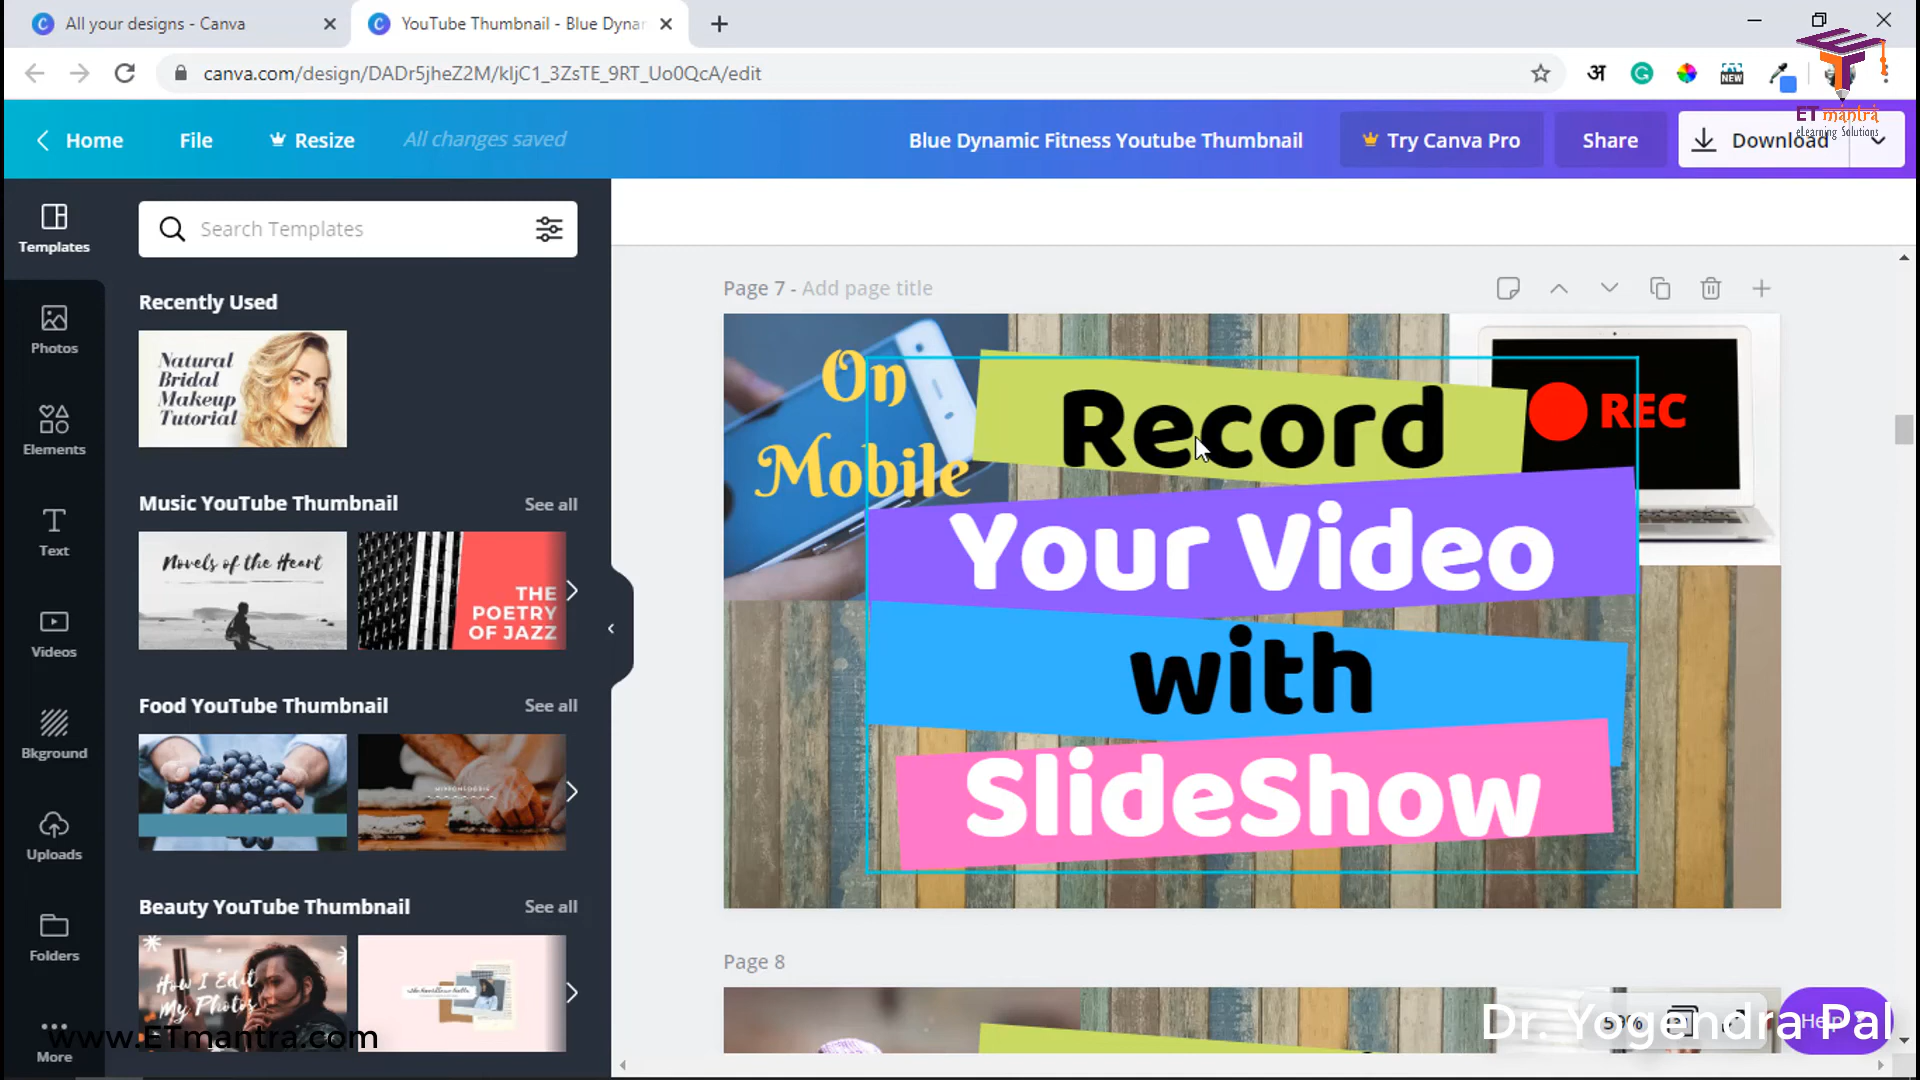 All your designs - Canva
YouTube Thumbnail - Blue Dynam
canva.com/design/DADr5jheZ2M/kIjC1_3ZsTE_9RT_Uo0QcA/edit
अ
G
NEW
ET mantra
eLearning Solutions
Home
File
Resize
All changes saved
Blue Dynamic Fitness Youtube Thumbnail
Try Canva Pro
Share
Download
Templates
Photos
Elements
Text
Videos
Bkground
Uploads
Folders
More
Search Templates
Recently Used
Natural
Bridal
Makeup
Tutorial
Music YouTube Thumbnail
See all
Novels of the Heart
THE
POETRY
OF JAZZ
Food YouTube Thumbnail
See all
Beauty YouTube Thumbnail
See all
How I Edit
My Photos
Page 7 - Add page title
On
Mobile
Record
REC
Your Video
with
SlideShow
Page 8
50%
Help
www.ETmantra.com
Dr. Yogendra Pal